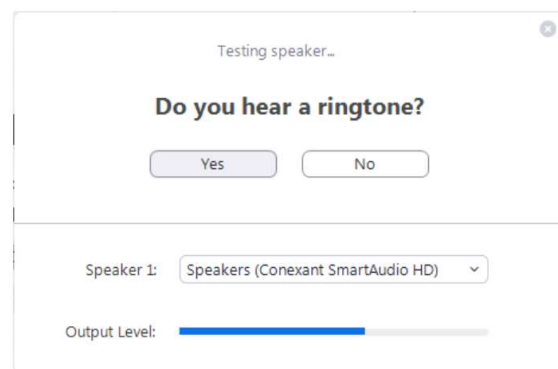 Testing speaker...
Do you hear a ringtone?
Yes No
Speaker 1: Speakers (Conexant SmartAudio HD)
Output Level: